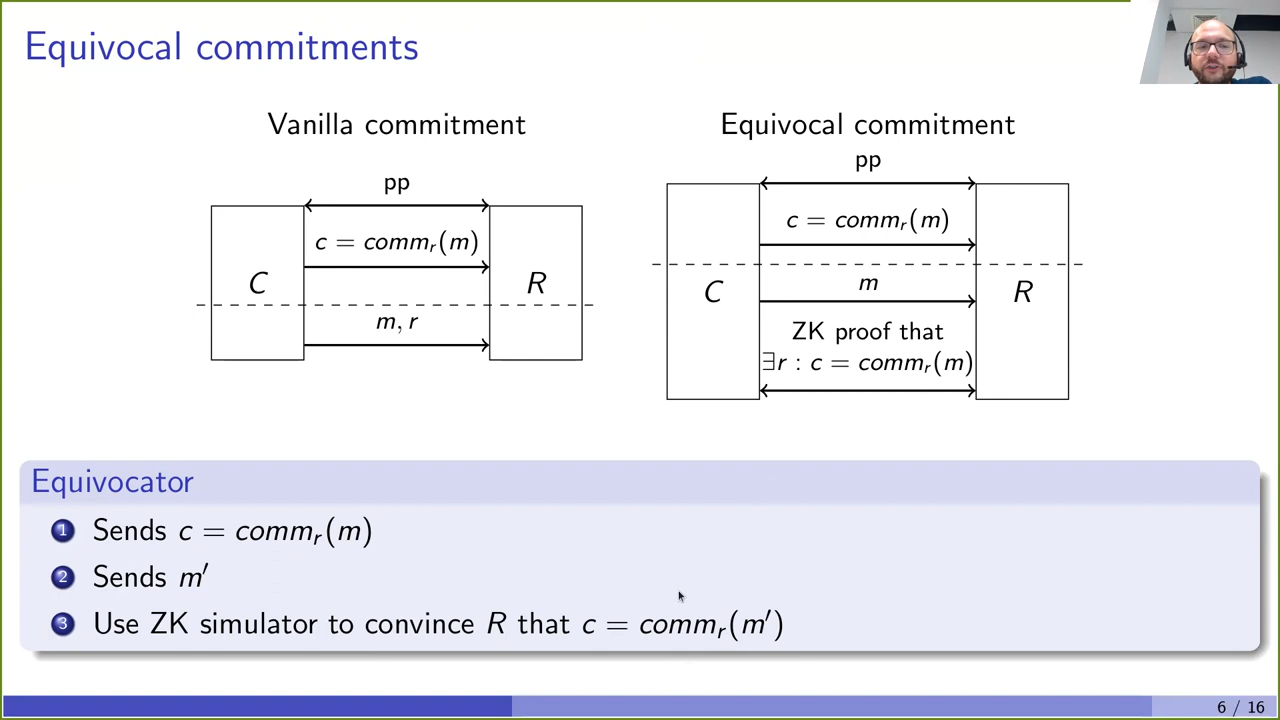 Equivocal commitments
Vanilla commitment
pp
c = comm_r(m)
C
R
m, r
Equivocal commitment
pp
c = comm_r(m)
C
m
R
ZK proof that
∃r : c = comm_r(m)
Equivocator
1 Sends c = comm_r(m)
2 Sends m′
3 Use ZK simulator to convince R that c = comm_r(m′)
6 / 16